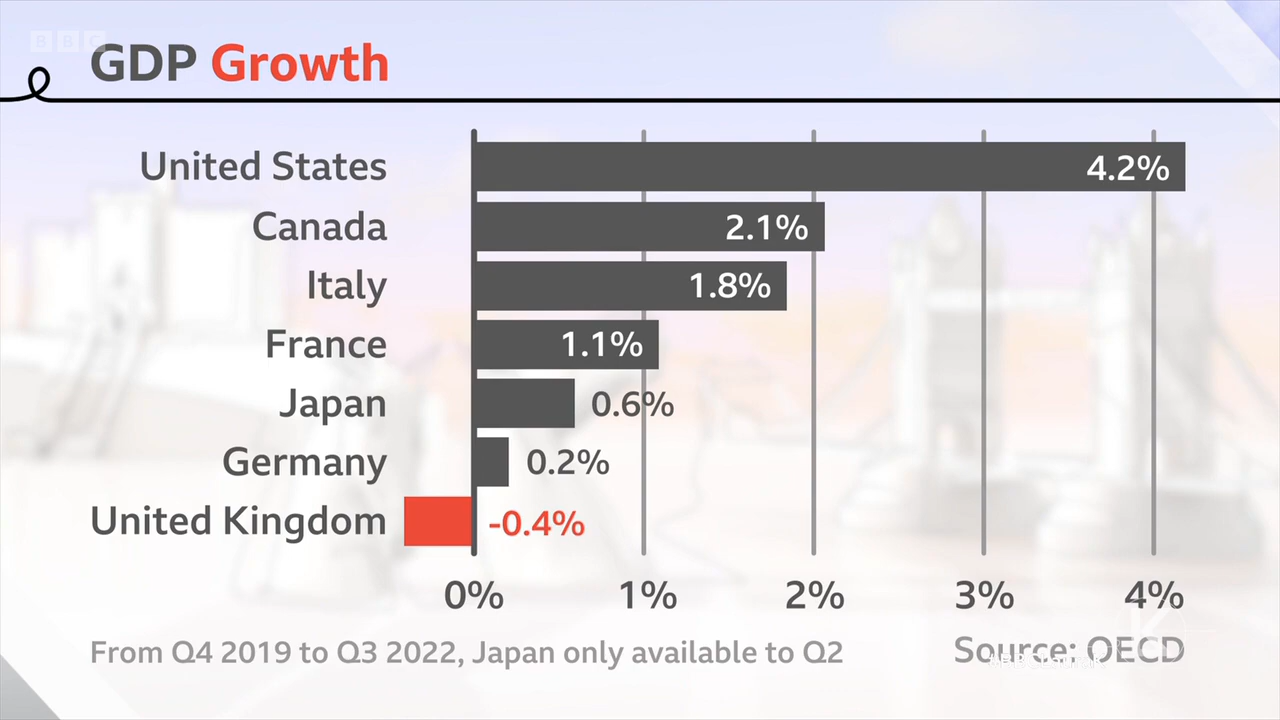 BBC
GDP Growth
United States 4.2%
Canada 2.1%
Italy 1.8%
France 1.1%
Japan 0.6%
Germany 0.2%
United Kingdom -0.4%
0% 1% 2% 3% 4%
From Q4 2019 to Q3 2022, Japan only available to Q2
Source: OECD